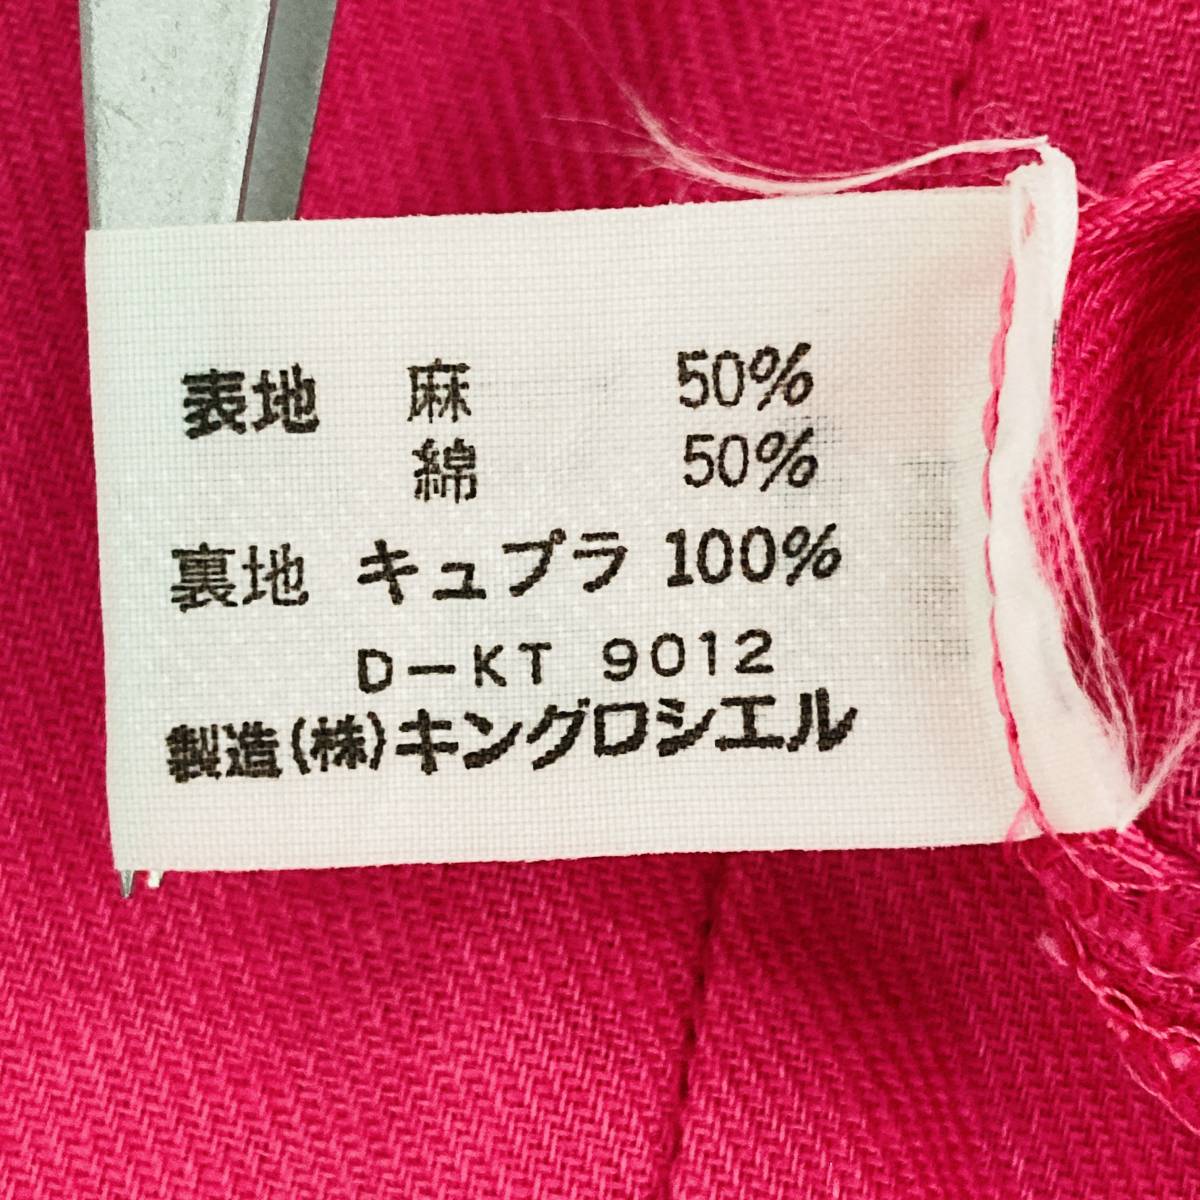 表地 麻 50%
綿 50%
裏地 キュプラ 100%
D-KT 9012
製造(株)キングロシエル